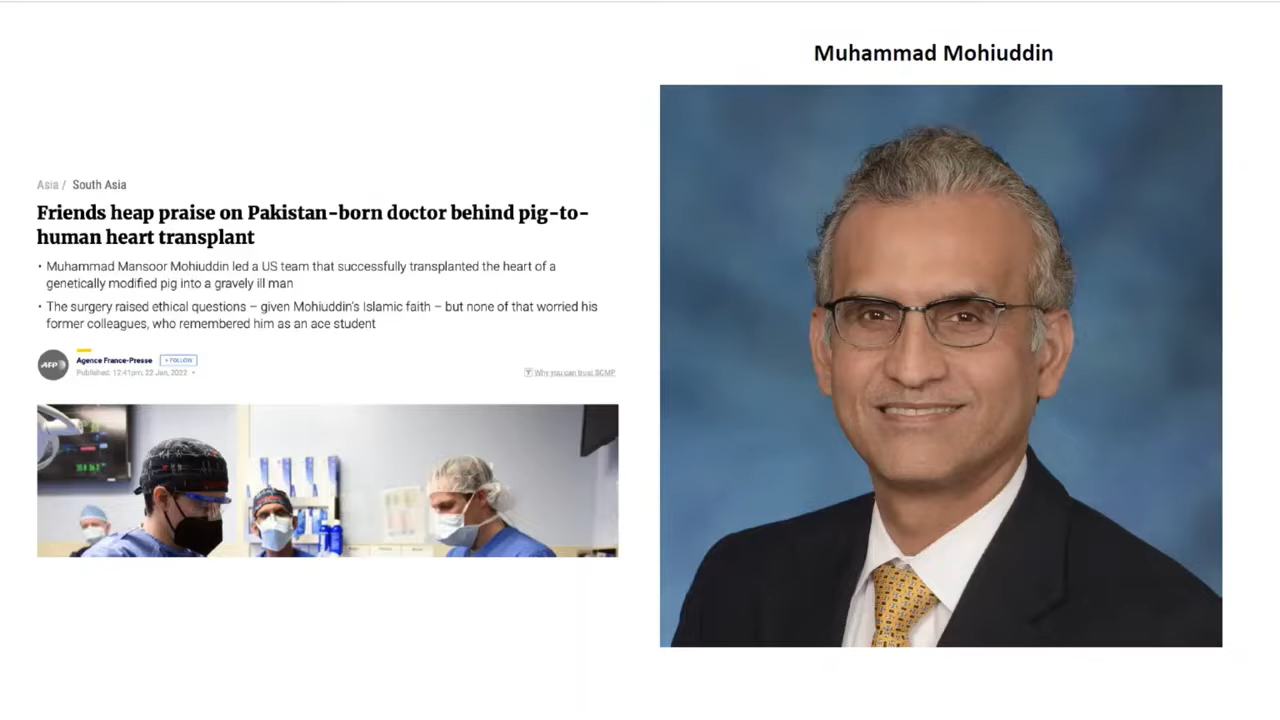 Muhammad Mohiuddin
Asia / South Asia
Friends heap praise on Pakistan-born doctor behind pig-to-
human heart transplant
• Muhammad Mansoor Mohiuddin led a US team that successfully transplanted the heart of a
genetically modified pig into a gravely ill man
• The surgery raised ethical questions – given Mohiuddin's Islamic faith – but none of that worried his
former colleagues, who remembered him as an ace student
AFP
Agence France-Presse + FOLLOW
Published: 12:41pm, 22 Jan, 2022
Why you can trust SCMP